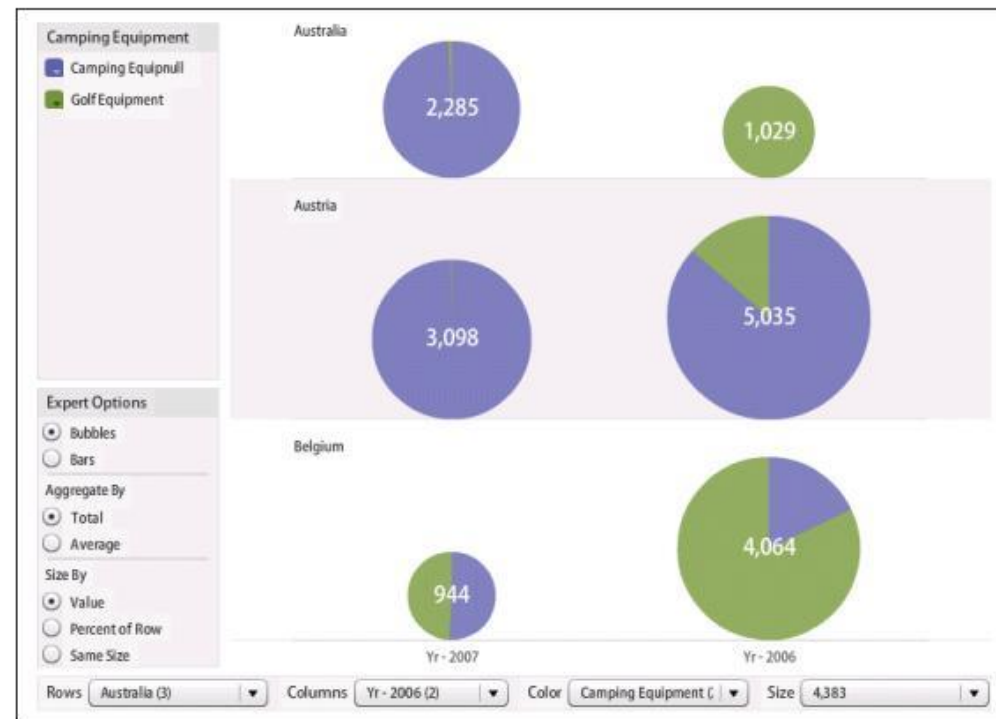 Camping Equipment
Camping Equipnull
Golf Equipment
Australia
2,285
1,029
Austria
3,098
5,035
Belgium
944
4,064
Yr - 2007
Yr - 2006
Expert Options
Bubbles
Bars
Aggregate By
Total
Average
Size By
Value
Percent of Row
Same Size
Rows Australia (3) Columns Yr - 2006 (2) Color Camping Equipment (2 Size 4,383